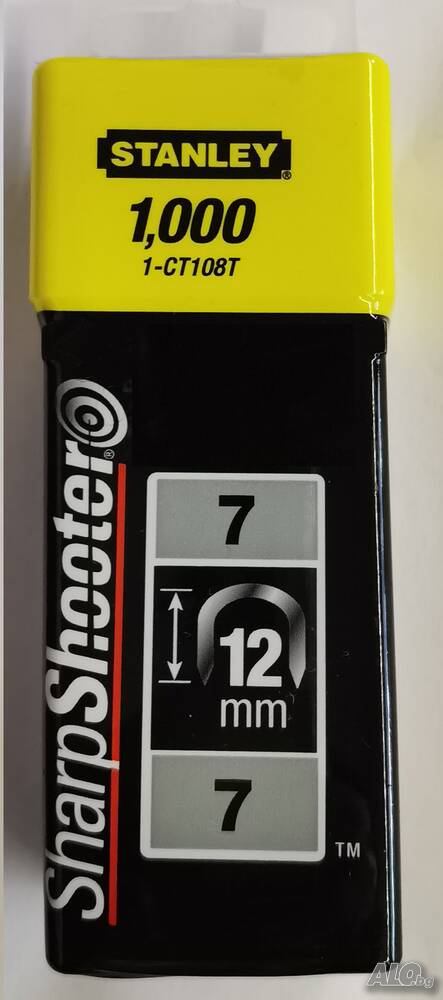 STANLEY®
1,000
1-CT108T
SharpShooter®
7
12
mm
7
TM
ALO.bg